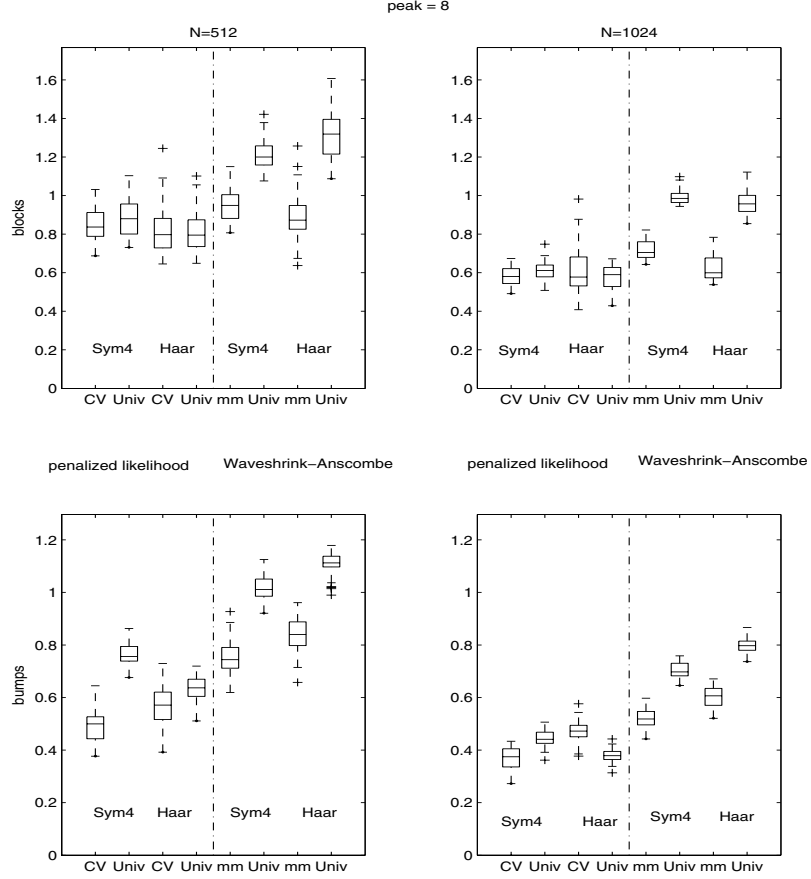 peak = 8
N=512
N=1024
1.6
1.4
1.2
1
0.8
0.6
0.4
0.2
0
blocks
Sym4 Haar Sym4 Haar
CV Univ CV Univ mm Univ mm Univ
1.6
1.4
1.2
1
0.8
0.6
0.4
0.2
0
Sym4 Haar Sym4 Haar
CV Univ CV Univ mm Univ mm Univ
penalized likelihood Waveshrink−Anscombe
penalized likelihood Waveshrink−Anscombe
1.2
1
0.8
0.6
0.4
0.2
0
bumps
Sym4 Haar Sym4 Haar
CV Univ CV Univ mm Univ mm Univ
1.2
1
0.8
0.6
0.4
0.2
0
Sym4 Haar Sym4 Haar
CV Univ CV Univ mm Univ mm Univ